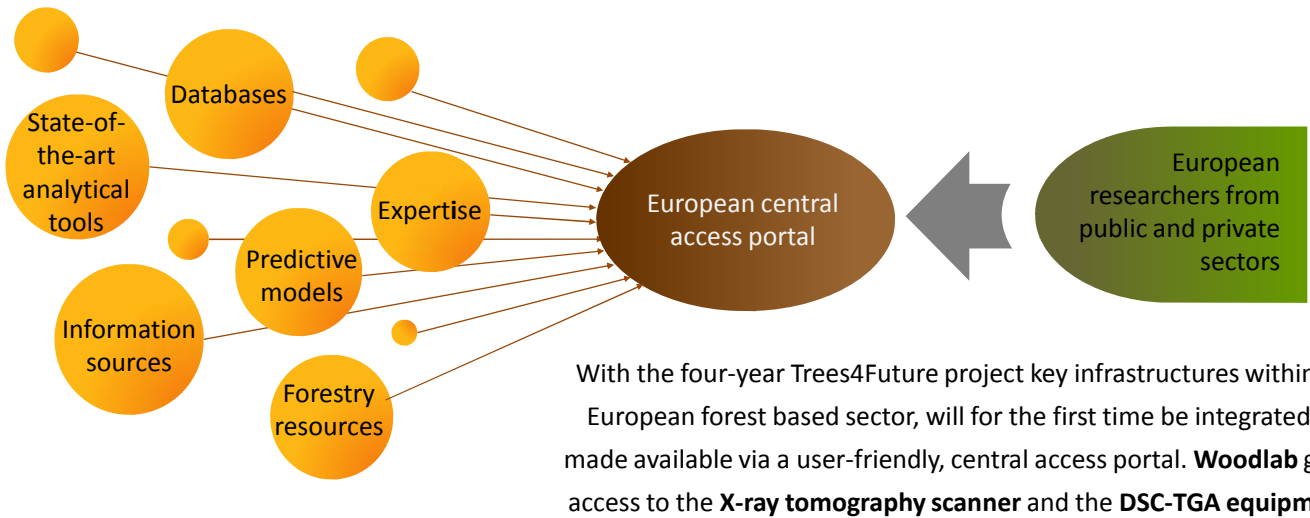 Databases
State-of-
the-art
analytical
tools
Expertise
Predictive
models
Information
sources
Forestry
resources
European central
access portal
European
researchers from
public and private
sectors
With the four-year Trees4Future project key infrastructures within
European forest based sector, will for the first time be integrated
made available via a user-friendly, central access portal. Woodlab
access to the X-ray tomography scanner and the DSC-TGA